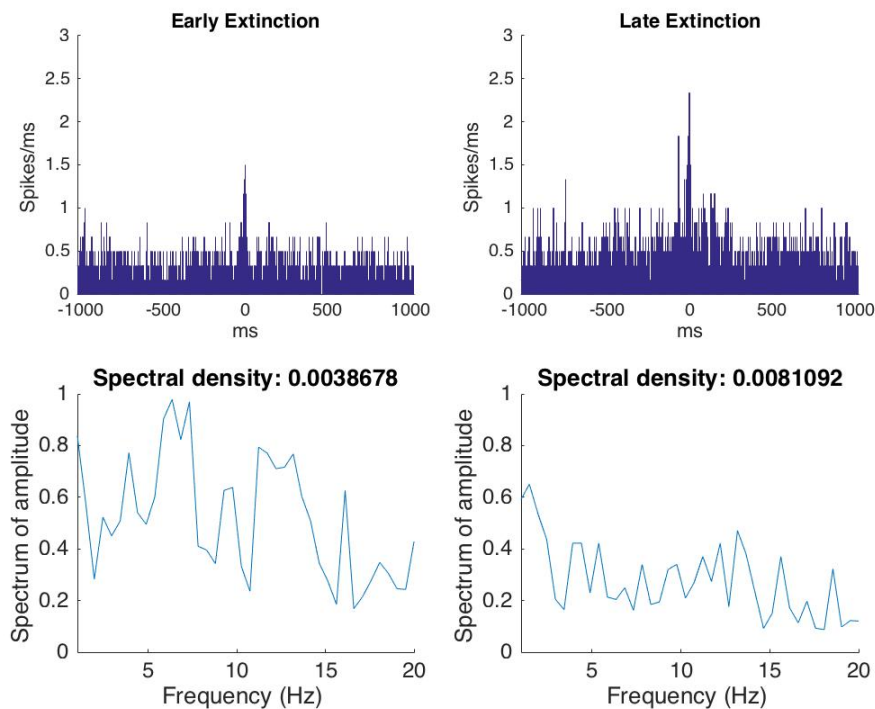 Early Extinction
Spikes/ms
3
2.5
2
1.5
1
0.5
0
-1000 -500 0 500 1000
ms
Late Extinction
3
2.5
2
1.5
1
0.5
0
-1000 -500 0 500 1000
ms
Spectral density: 0.0038678
Spectrum of amplitude
1
0.8
0.6
0.4
0.2
0
5 10 15 20
Frequency (Hz)
Spectral density: 0.0081092
Spectrum of amplitude
1
0.8
0.6
0.4
0.2
0
5 10 15 20
Frequency (Hz)